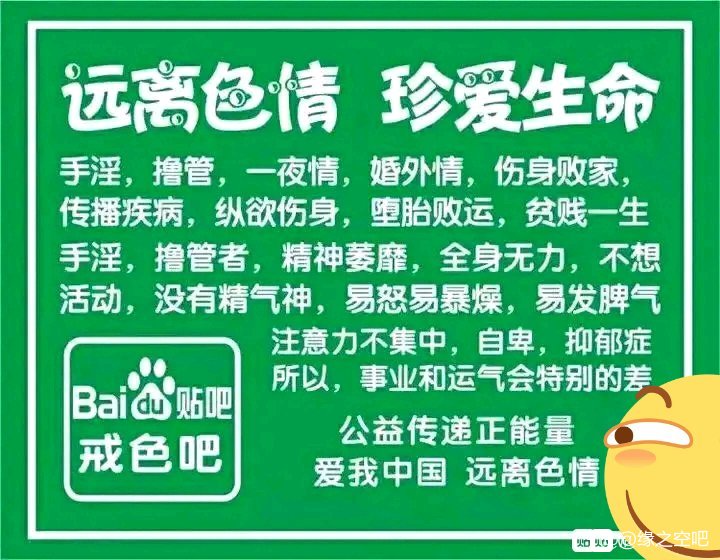 远离色情 珍爱生命
手淫，撸管，一夜情，婚外情，伤身败家，
传播疾病，纵欲伤身，堕胎败运，贫贱一生
手淫，撸管者，精神萎靡，全身无力，不想
活动，没有精气神，易怒易暴燥，易发脾气
注意力不集中，自卑，抑郁症
所以，事业和运气会特别的差
Bai du 贴吧
戒色吧
公益传递正能量
爱我中国 远离色情
@缘之空吧